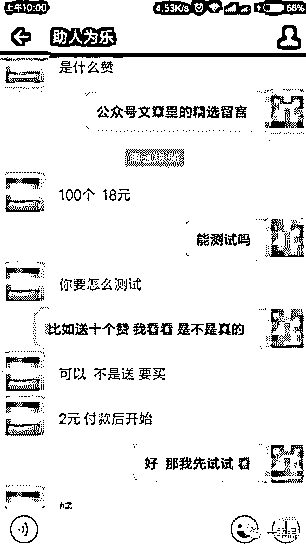 上午10:00
4.53K/s
68%
助人为乐
是什么赞
公众号文章里的精选留言
100个 18元
能测试吗
你要怎么测试
比如送十个赞 我看看 是不是真的
可以 不是送 要买
2元 付款后开始
好 那我先试试 看